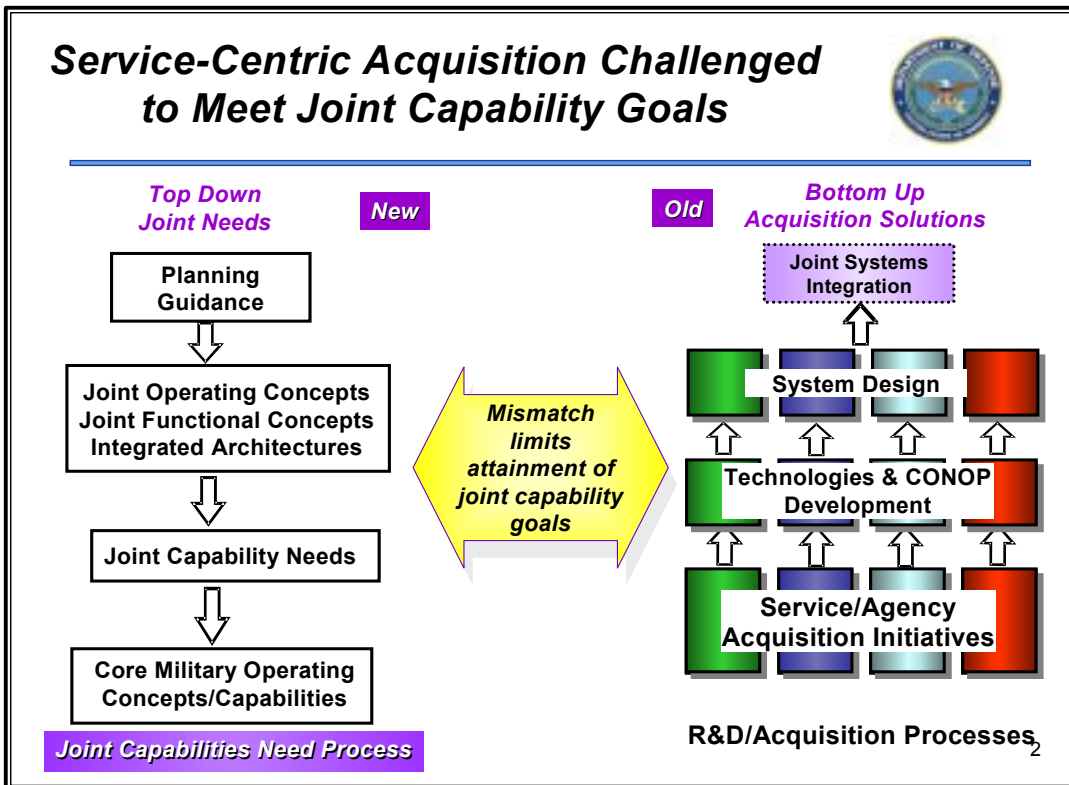 Service-Centric Acquisition Challenged
to Meet Joint Capability Goals
Top Down
Joint Needs
New
Old
Bottom Up
Acquisition Solutions
Planning
Guidance
Joint Operating Concepts
Joint Functional Concepts
Integrated Architectures
Joint Capability Needs
Core Military Operating
Concepts/Capabilities
Joint Capabilities Need Process
Mismatch
limits
attainment of
joint capability
goals
Joint Systems
Integration
System Design
Technologies & CONOP
Development
Service/Agency
Acquisition Initiatives
R&D/Acquisition Processes
2